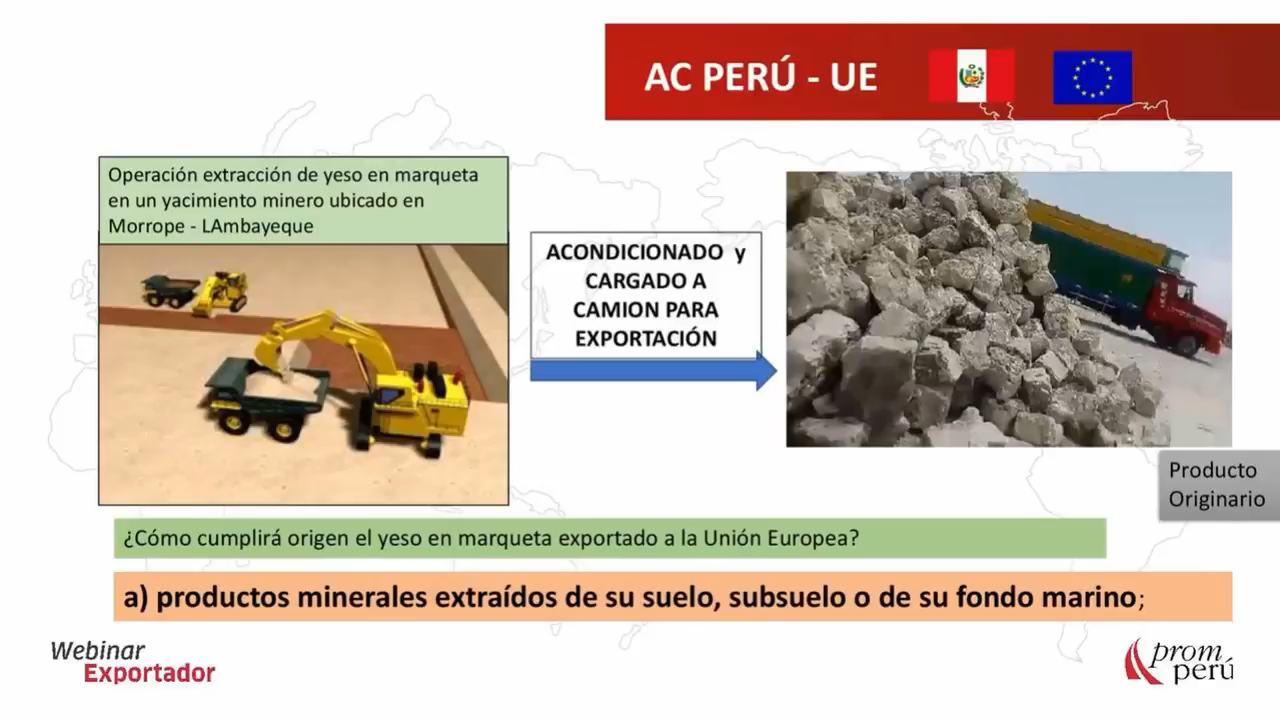 AC PERÚ - UE
Operación extracción de yeso en marqueta
en un yacimiento minero ubicado en
Morrope - LAmbayeque
ACONDICIONADO y
CARGADO A
CAMION PARA
EXPORTACIÓN
Producto
Originario
¿Cómo cumplirá origen el yeso en marqueta exportado a la Unión Europea?
a) productos minerales extraídos de su suelo, subsuelo o de su fondo marino;
Webinar
Exportador
prom
perú